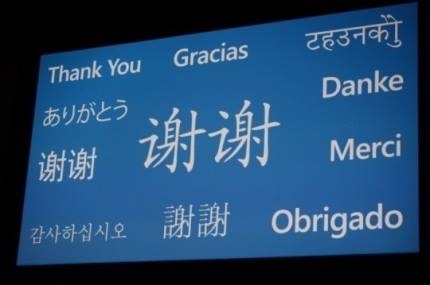 Thank You
Gracias
टहउनकोु
Danke
ありがとう
谢谢
谢谢
Merci
감사하십시오
謝謝
Obrigado